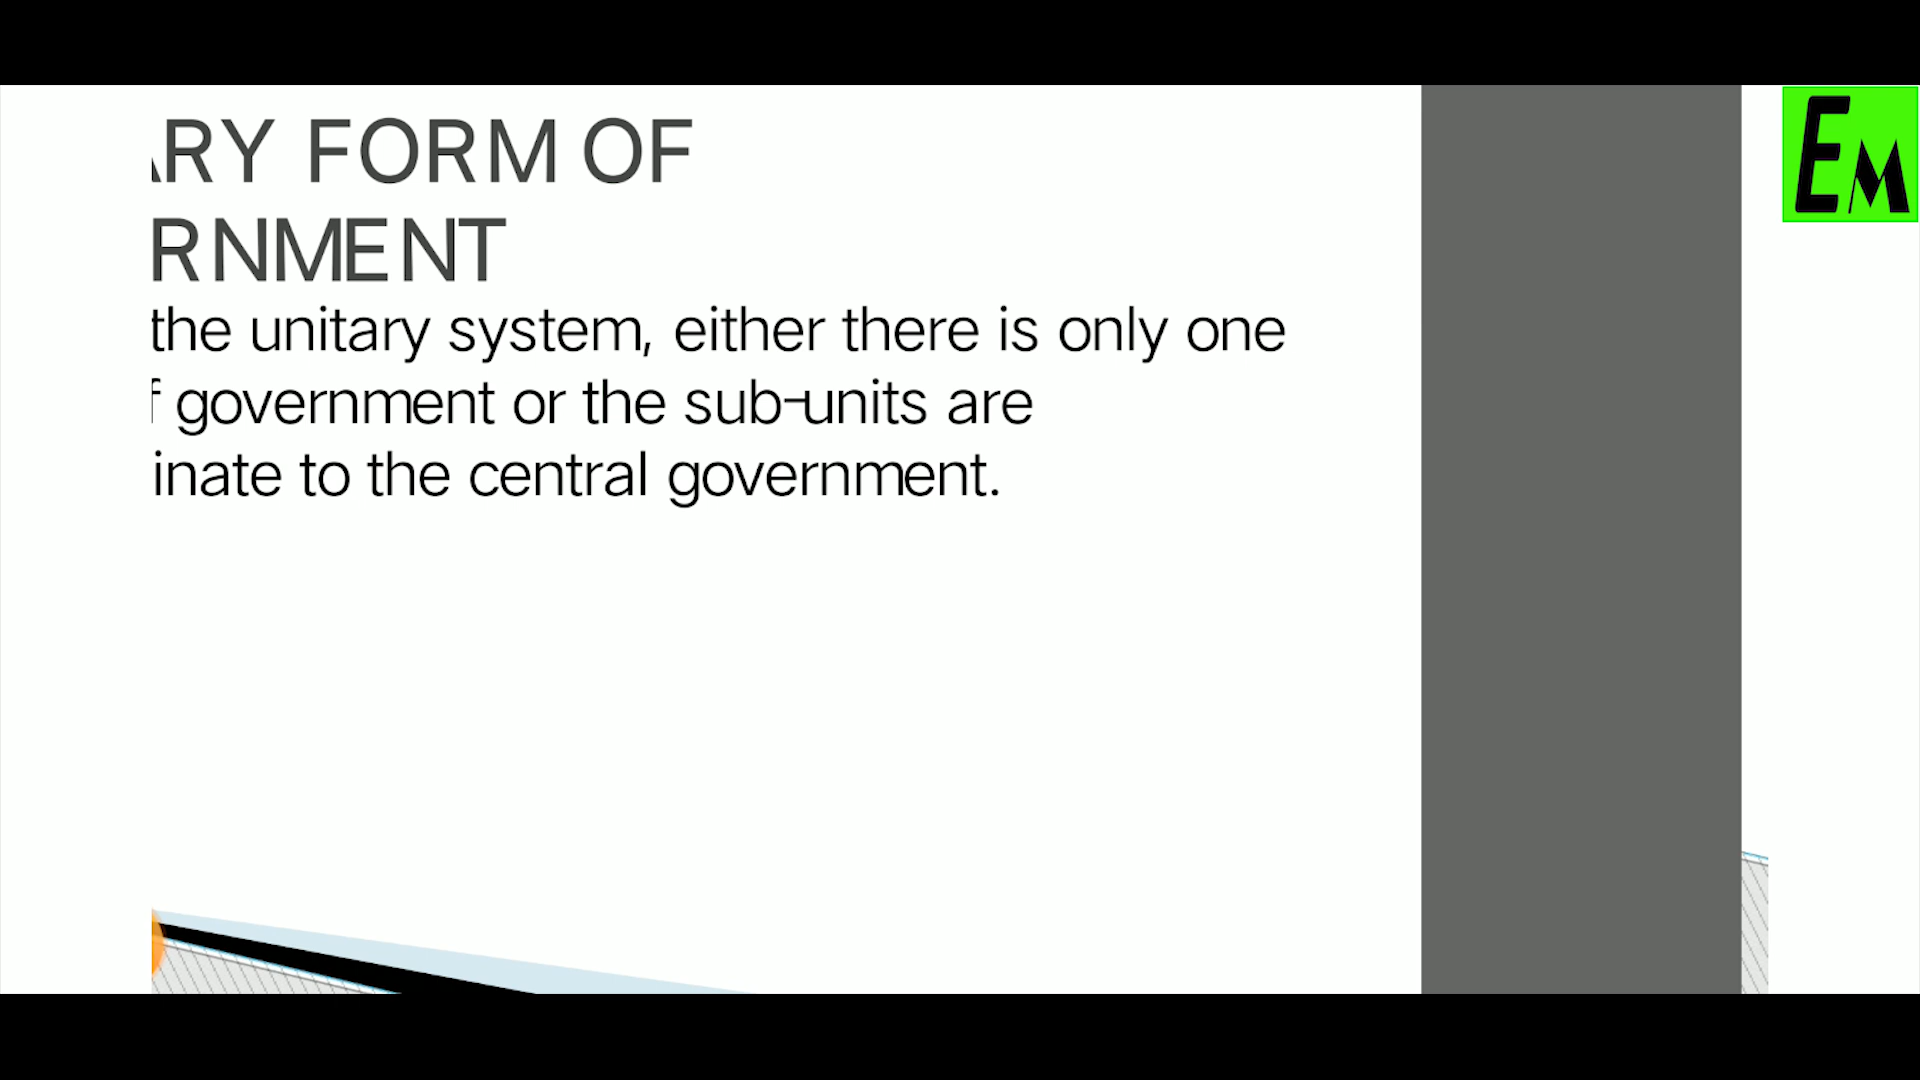 ARY FORM OF
RNMENT
the unitary system, either there is only one
f government or the sub-units are
inate to the central government.
EM